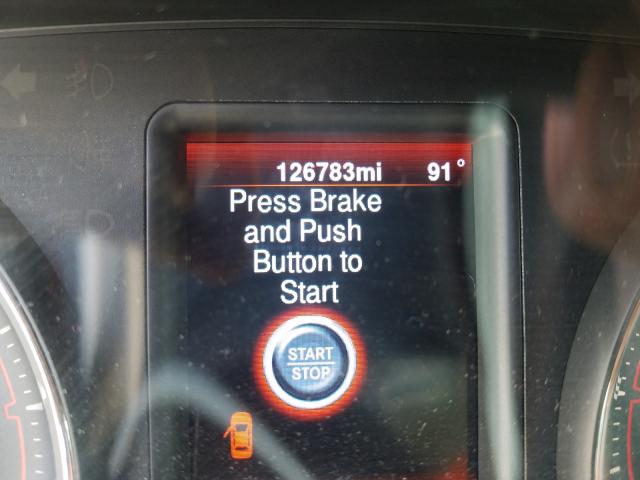 126783mi 91°
Press Brake
and Push
Button to
Start
START
STOP